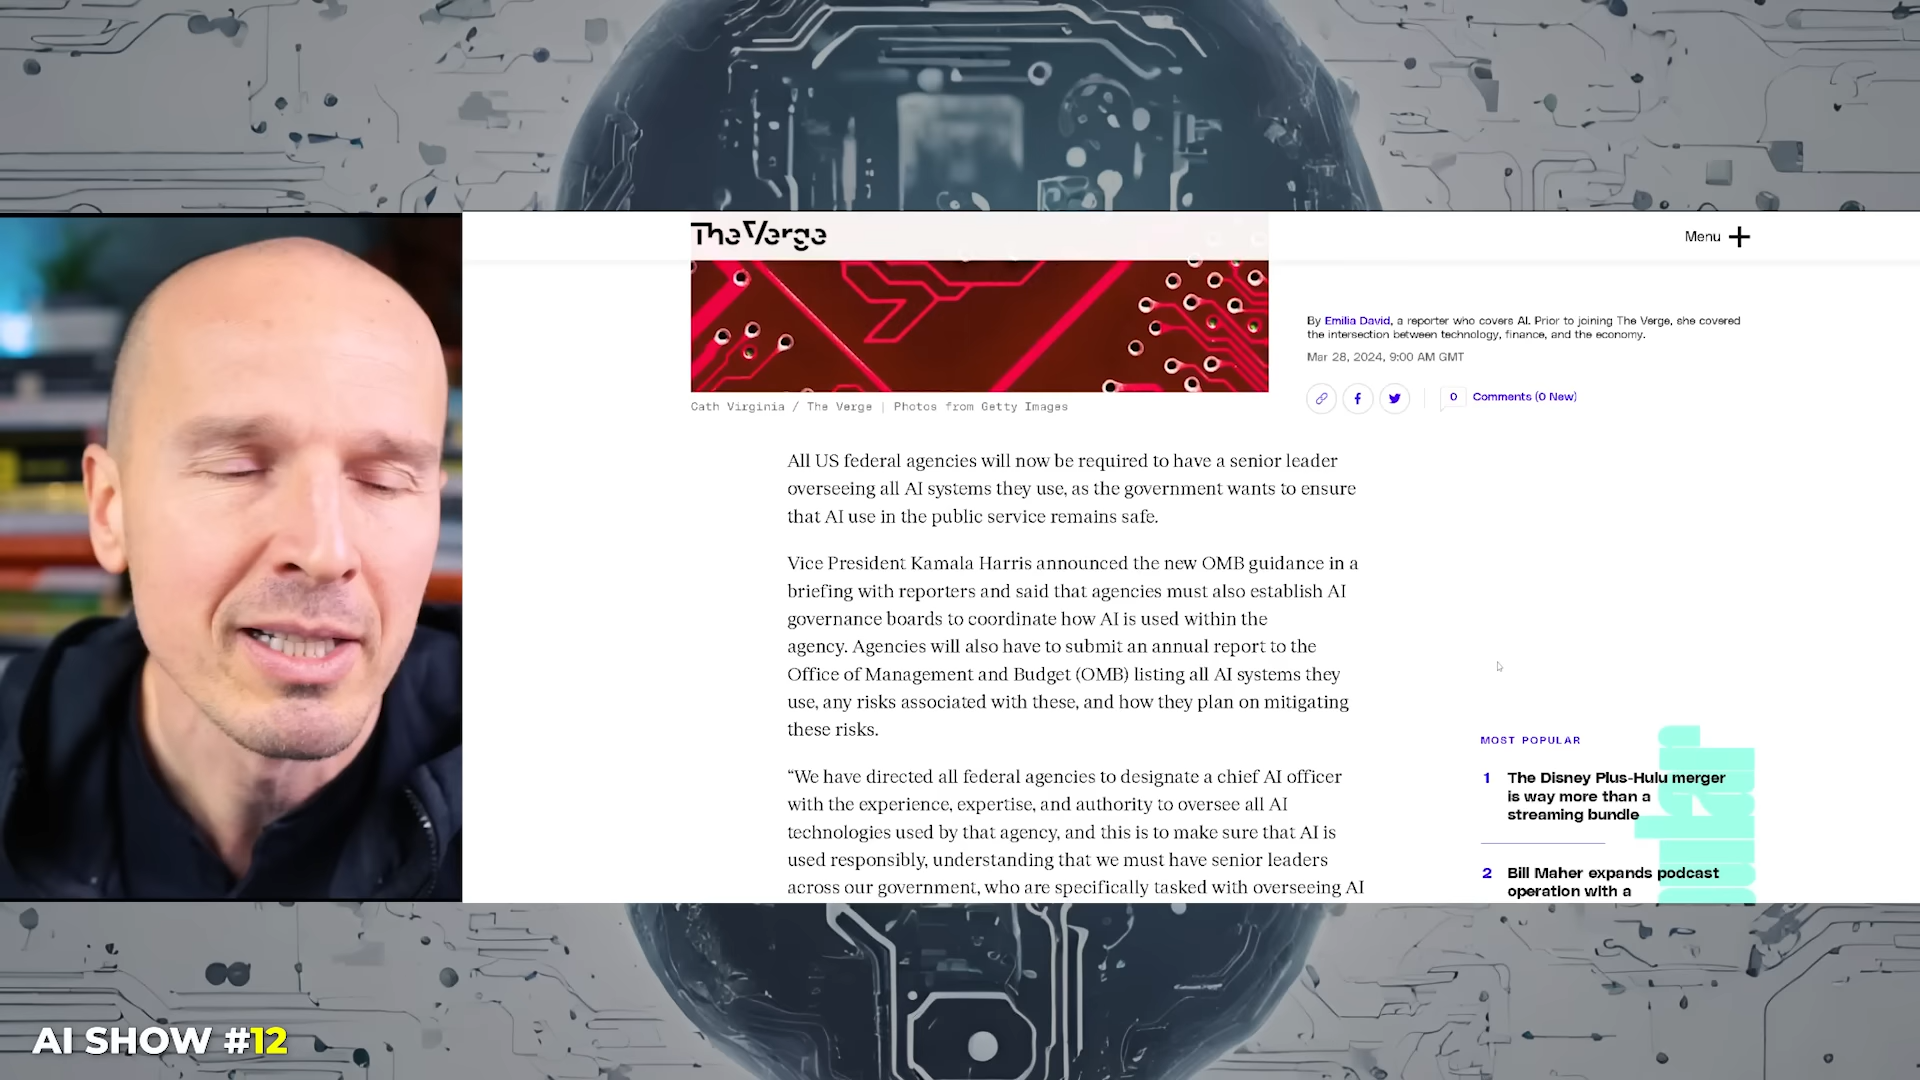 The Verge
Menu
By Emilia David, a reporter who covers AI. Prior to joining The Verge, she covered
the intersection between technology, finance, and the economy.
Mar 28, 2024, 9:00 AM GMT
0 Comments (0 New)
Cath Virginia / The Verge | Photos from Getty Images
All US federal agencies will now be required to have a senior leader
overseeing all AI systems they use, as the government wants to ensure
that AI use in the public service remains safe.
Vice President Kamala Harris announced the new OMB guidance in a
briefing with reporters and said that agencies must also establish AI
governance boards to coordinate how AI is used within the
agency. Agencies will also have to submit an annual report to the
Office of Management and Budget (OMB) listing all AI systems they
use, any risks associated with these, and how they plan on mitigating
these risks.
“We have directed all federal agencies to designate a chief AI officer
with the experience, expertise, and authority to oversee all AI
technologies used by that agency, and this is to make sure that AI is
used responsibly, understanding that we must have senior leaders
across our government, who are specifically tasked with overseeing AI
MOST POPULAR
1 The Disney Plus-Hulu merger
is way more than a
streaming bundle
2 Bill Maher expands podcast
operation with a
AI SHOW #12